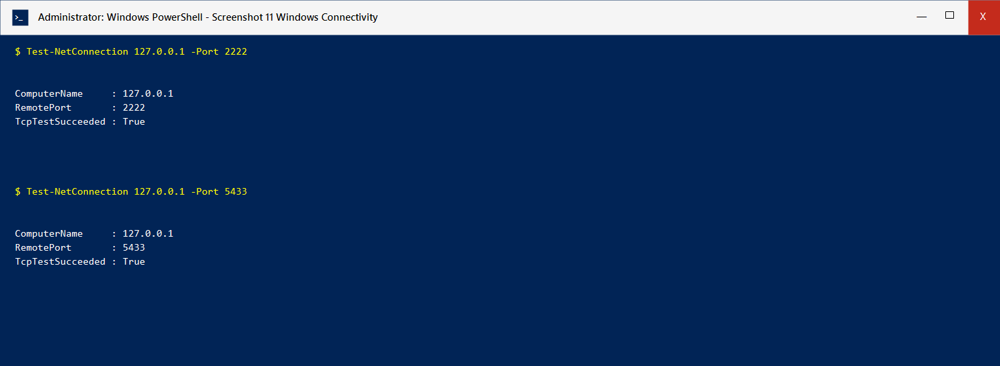 Administrator: Windows PowerShell - Screenshot 11 Windows Connectivity
X
$ Test-NetConnection 127.0.0.1 -Port 2222
ComputerName     : 127.0.0.1
RemotePort       : 2222
TcpTestSucceeded : True
$ Test-NetConnection 127.0.0.1 -Port 5433
ComputerName     : 127.0.0.1
RemotePort       : 5433
TcpTestSucceeded : True